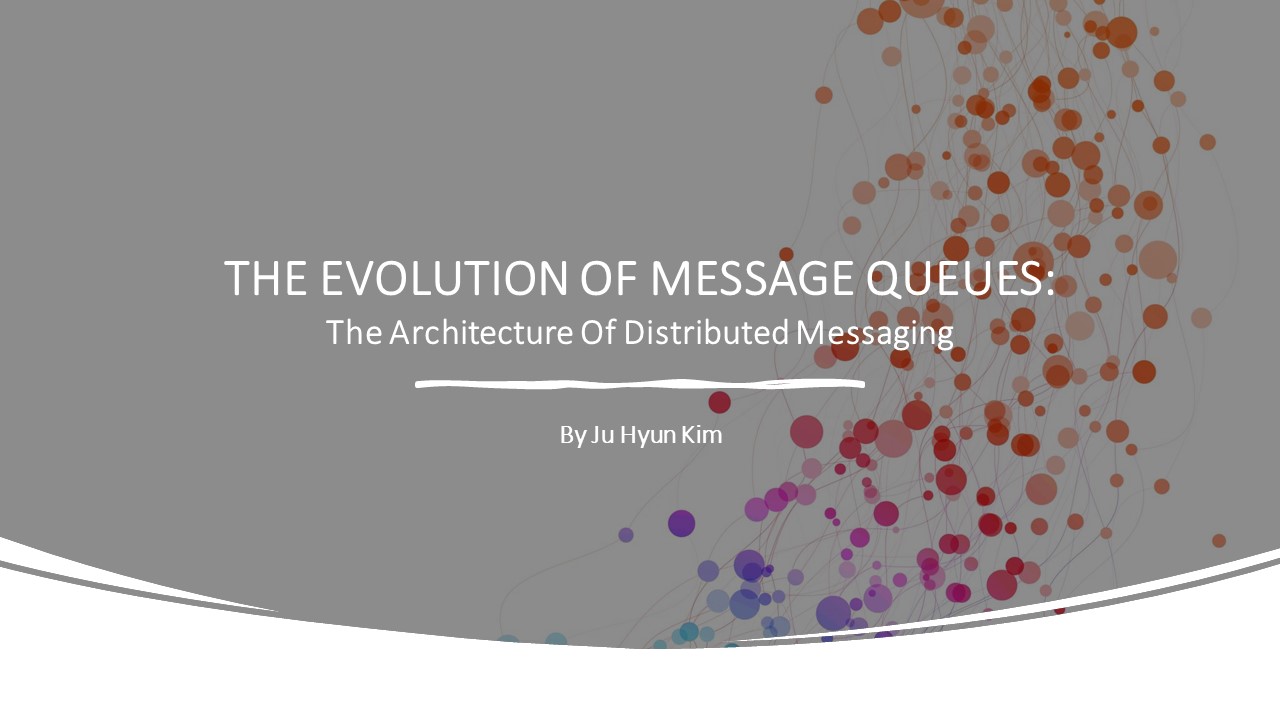 THE EVOLUTION OF MESSAGE QUEUES:
The Architecture Of Distributed Messaging
By Ju Hyun Kim